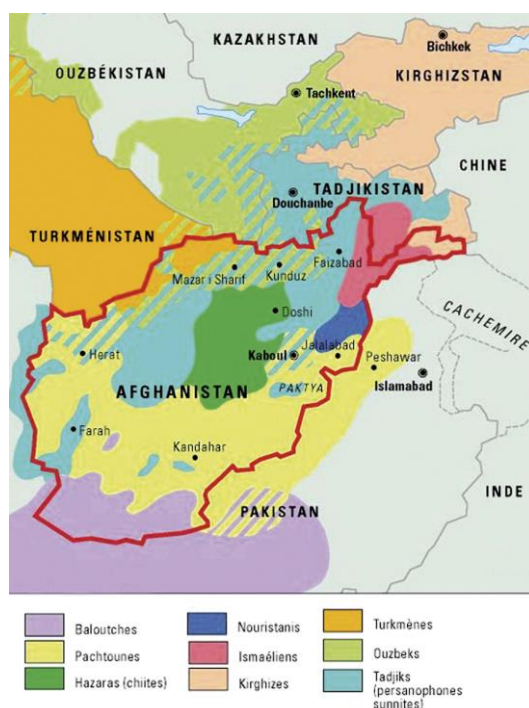 KAZAKHSTAN
Bichkek
OUZBÉKISTAN
KIRGHIZSTAN
Tachkent
CHINE
TADJIKISTAN
Douchanbe
TURKMÉNISTAN
Faizabad
Mazar i Sharif
Kunduz
CACHEMIRE
Doshi
Herat
Kaboul
Jalalabad
Peshawar
Islamabad
AFGHANISTAN
PAKTYA
Farah
Kandahar
INDE
PAKISTAN
Baloutches
Pachtounes
Hazaras (chiites)
Nouristanis
Ismaéliens
Kirghizes
Turkmènes
Ouzbeks
Tadjiks
(persanophones
sunnites)